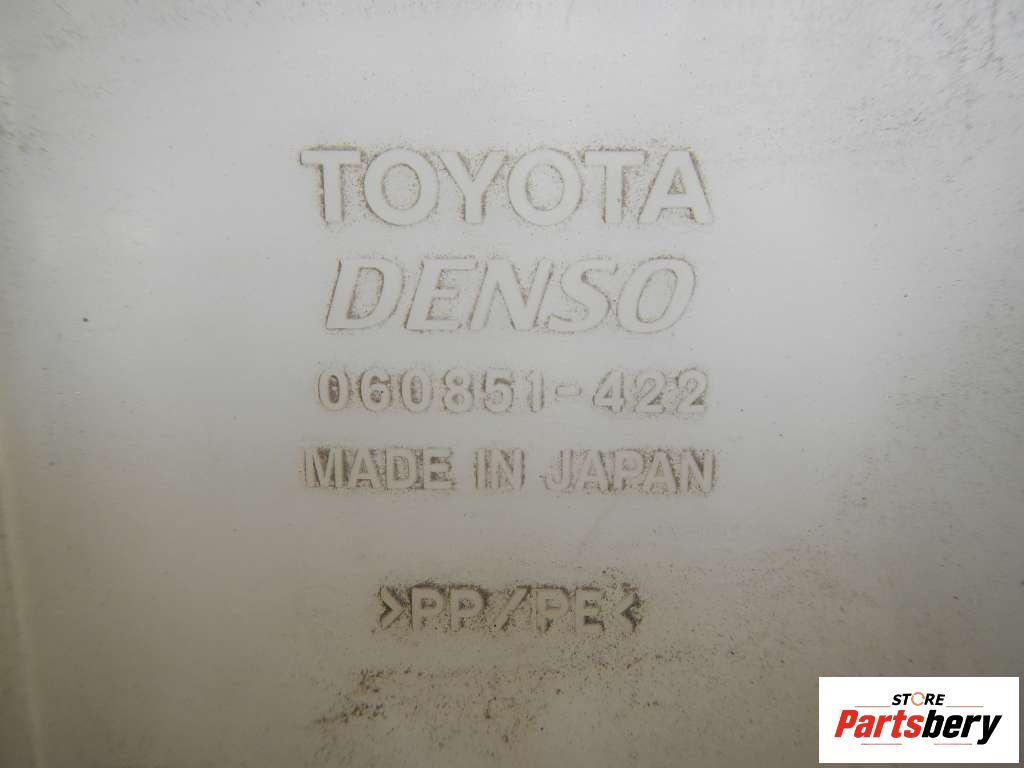 TOYOTA
DENSO
060851-422
MADE IN JAPAN
>PP/PE<
STORE
Partsbery